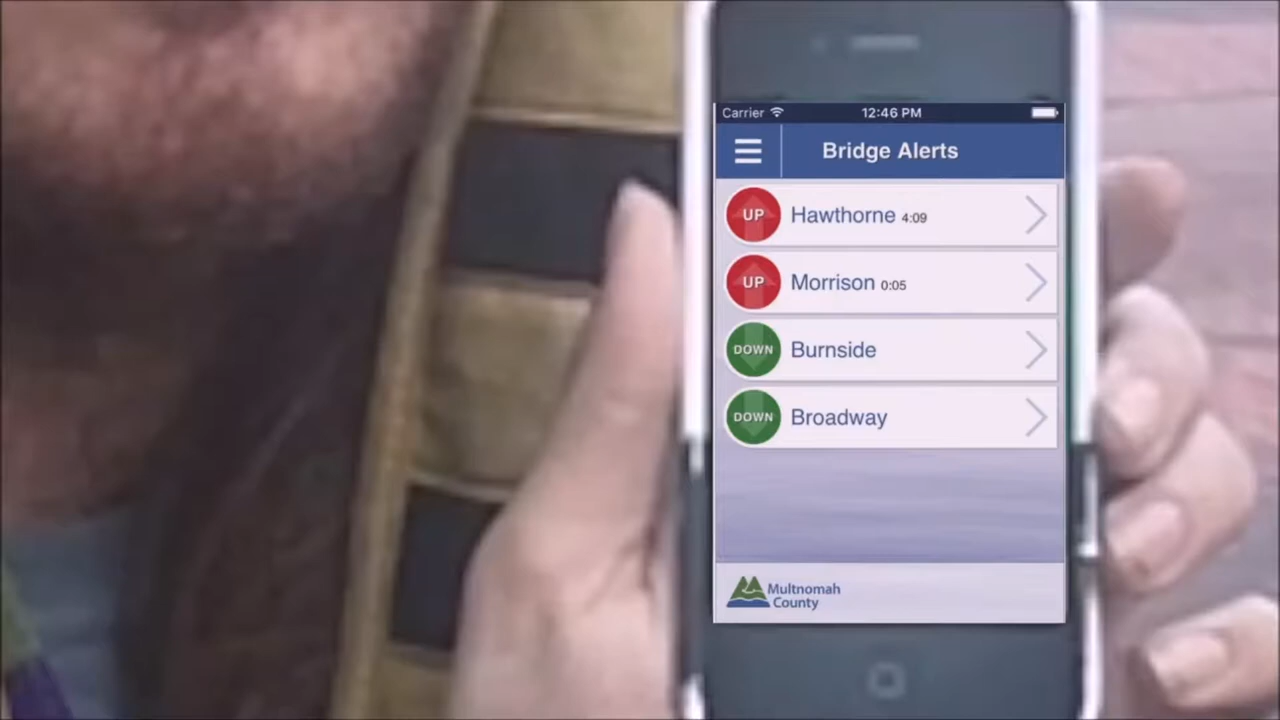 Carrier 12:46 PM
Bridge Alerts
UP Hawthorne 4:09
UP Morrison 0:05
DOWN Burnside
DOWN Broadway
Multnomah
County